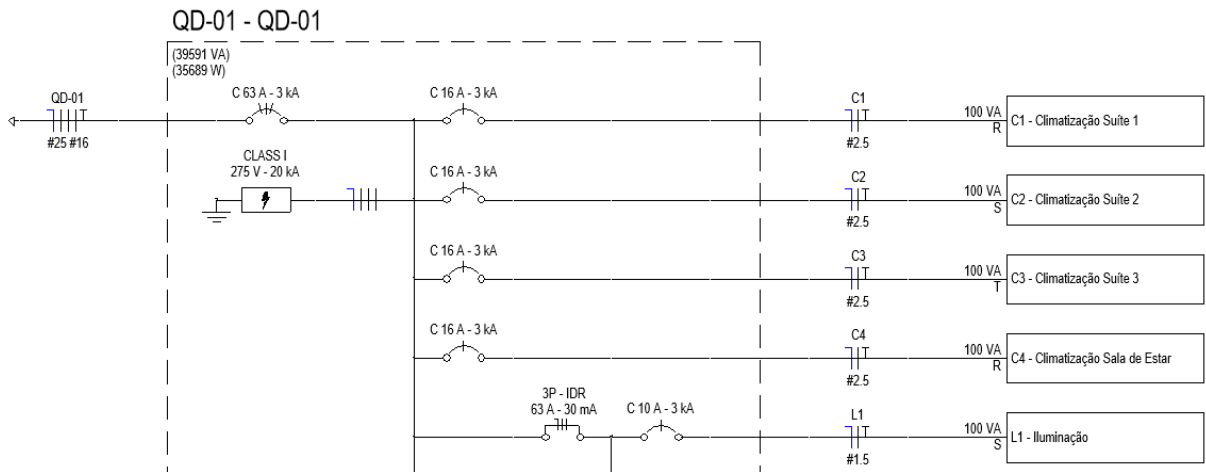 QD-01 - QD-01
(39591 VA)
(35689 W)
QD-01
#25 #16
C 63 A - 3 kA
C 16 A - 3 kA
C1
#2.5
100 VA
R
C1 - Climatização Suíte 1
CLASS I
275 V - 20 kA
C 16 A - 3 kA
C2
#2.5
100 VA
S
C2 - Climatização Suíte 2
C 16 A - 3 kA
C3
#2.5
100 VA
T
C3 - Climatização Suíte 3
C 16 A - 3 kA
C4
#2.5
100 VA
R
C4 - Climatização Sala de Estar
3P - IDR
63 A - 30 mA
C 10 A - 3 kA
L1
#1.5
100 VA
S
L1 - Iluminação